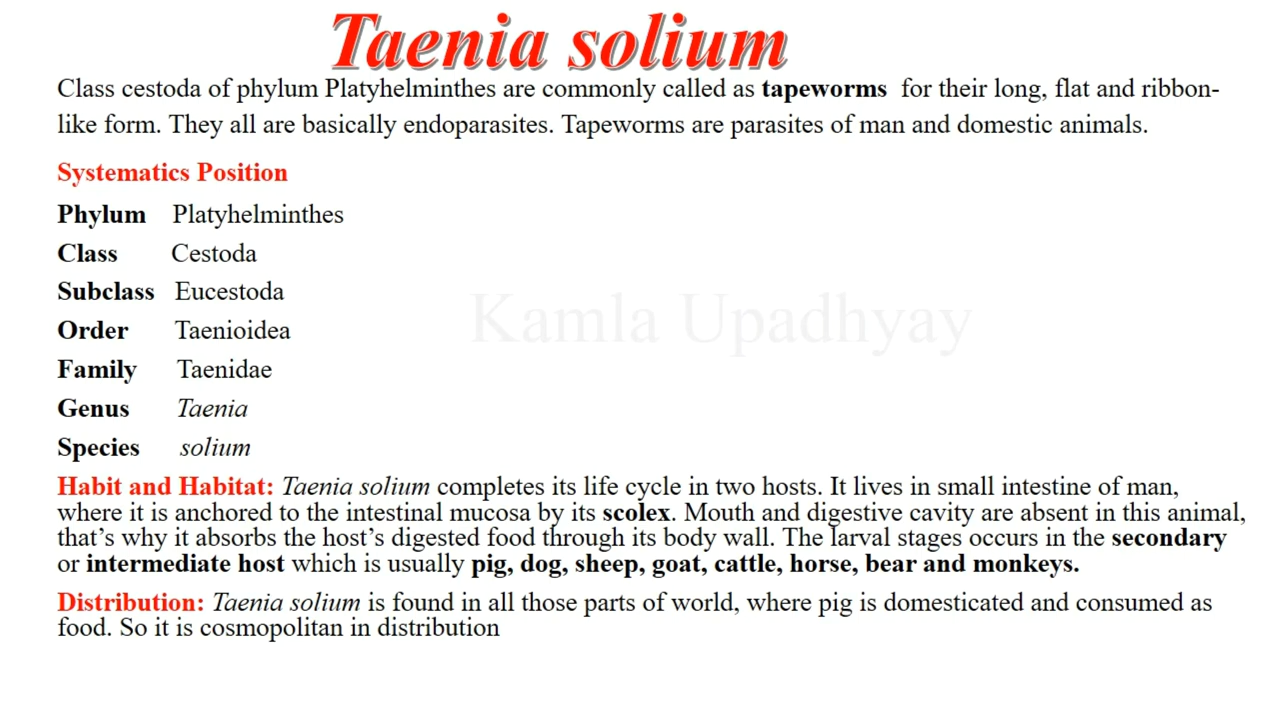 Taenia solium
Class cestoda of phylum Platyhelminthes are commonly called as tapeworms for their long, flat and ribbon-
like form. They all are basically endoparasites. Tapeworms are parasites of man and domestic animals.
Systematics Position
Phylum Platyhelminthes
Class Cestoda
Subclass Eucestoda
Order Taenioidea
Family Taenidae
Genus Taenia
Species solium
Kamla Upadhyay
Habit and Habitat: Taenia solium completes its life cycle in two hosts. It lives in small intestine of man,
where it is anchored to the intestinal mucosa by its scolex. Mouth and digestive cavity are absent in this animal,
that's why it absorbs the host's digested food through its body wall. The larval stages occurs in the secondary
or intermediate host which is usually pig, dog, sheep, goat, cattle, horse, bear and monkeys.
Distribution: Taenia solium is found in all those parts of world, where pig is domesticated and consumed as
food. So it is cosmopolitan in distribution